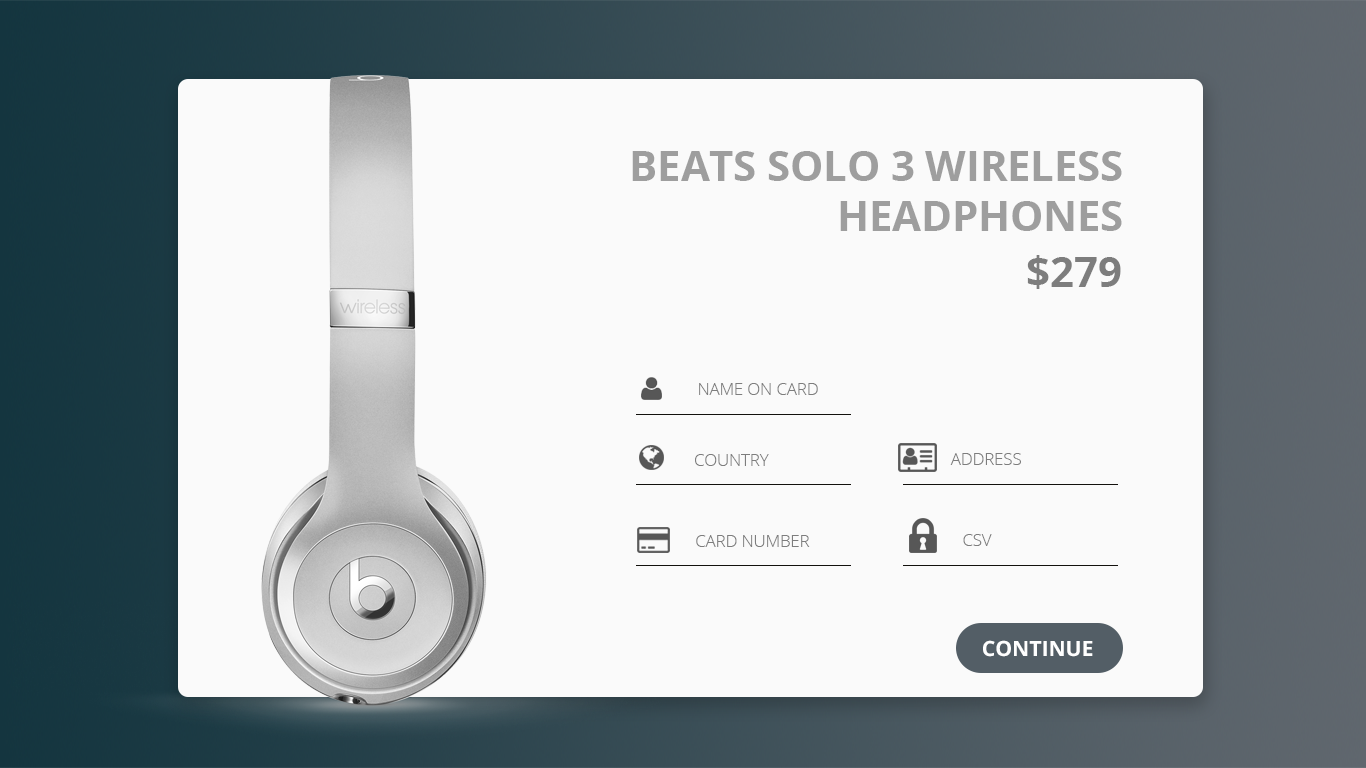 BEATS SOLO 3 WIRELESS
HEADPHONES
$279
wireless
NAME ON CARD
COUNTRY
ADDRESS
CARD NUMBER
CSV
b
CONTINUE